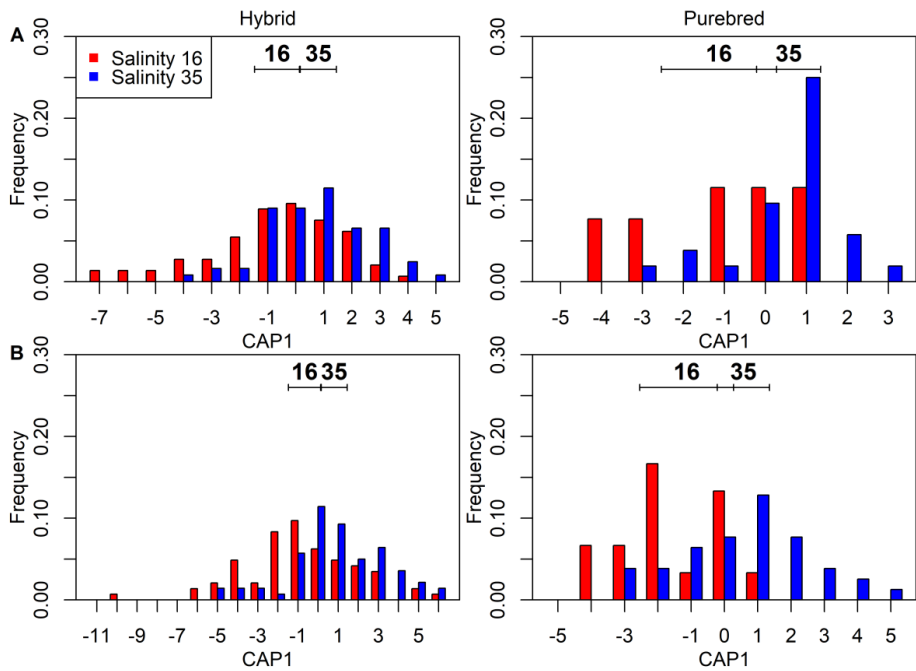 Hybrid
Purebred
A
0.30
0.20
0.10
0.00
Frequency
Salinity 16
Salinity 35
16 35
-7 -5 -3 -1 0 1 2 3 4 5
CAP1
0.30
0.20
0.10
0.00
Frequency
16 35
-5 -4 -3 -2 -1 0 1 2 3
CAP1
B
0.30
0.20
0.10
0.00
Frequency
16 35
-11 -9 -7 -5 -3 -1 1 3 5
CAP1
0.30
0.20
0.10
0.00
Frequency
16 35
-5 -3 -1 0 1 2 3 4 5
CAP1